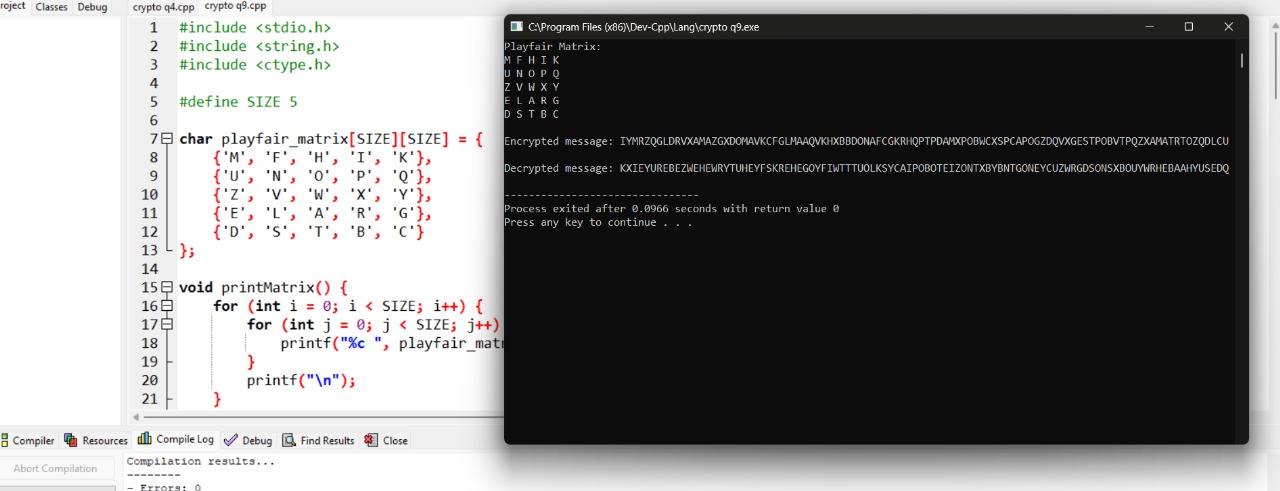 roject Classes Debug
crypto q4.cpp crypto q9.cpp
1 #include <stdio.h>
2 #include <string.h>
3 #include <ctype.h>
4
5 #define SIZE 5
6
7 char playfair_matrix[SIZE][SIZE] = {
8 {'M', 'F', 'H', 'I', 'K'},
9 {'U', 'N', 'O', 'P', 'Q'},
10 {'Z', 'V', 'W', 'X', 'Y'},
11 {'E', 'L', 'A', 'R', 'G'},
12 {'D', 'S', 'T', 'B', 'C'}
13 };
14
15 void printMatrix() {
16 for (int i = 0; i < SIZE; i++) {
17 for (int j = 0; j < SIZE; j++)
18 printf("%c ", playfair_matr
19 }
20 printf("\n");
21 }
C:\Program Files (x86)\Dev-Cpp\Lang\crypto q9.exe
Playfair Matrix:
M F H I K
U N O P Q
Z V W X Y
E L A R G
D S T B C
Encrypted message: IYMRZQGLDRVXAMAZGXDOMAVKCFGLMAAQVKHXBBDONAFCGKRHQPTPDAMXPOBWCXSPCAPOGZDQVXGESTPOBVTPQZXAMATRTOZQDLCU
Decrypted message: KXIEYUREBEZWEHEWRYTUHEYFSKREHEGOYFIWTTTUOLKSYCAIPOBOTEIZONTXBYBNTGONEYCUZWRGDSONSXBOUYWRHEBAAHYUSEDQ
------------------------------
Process exited after 0.0966 seconds with return value 0
Press any key to continue . . .
Compiler Resources Compile Log Debug Find Results Close
Abort Compilation
Compilation results...
--------
- Errors: 0